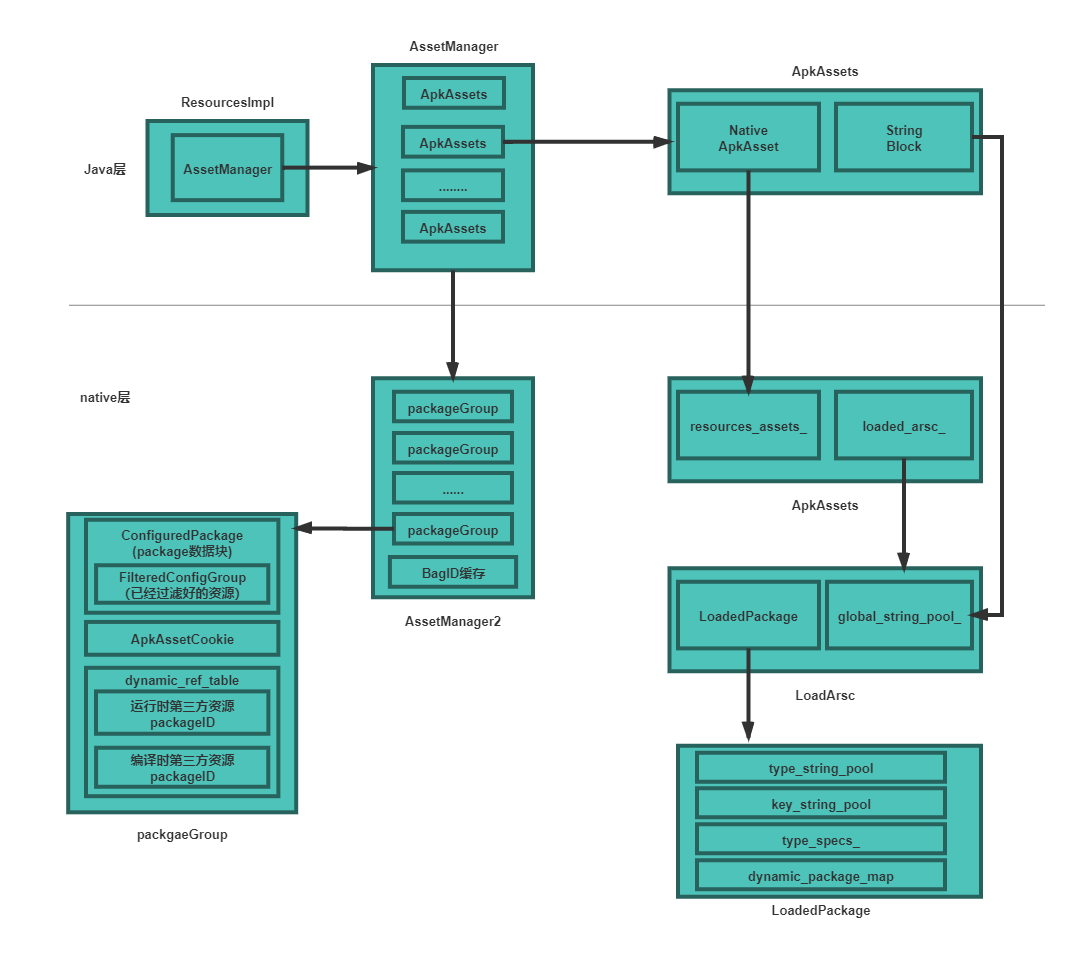 AssetManager
ApkAssets
ResourcesImpl
Java层
AssetManager
ApkAssets
ApkAssets
........
ApkAssets
Native
ApkAsset
String
Block
native层
packageGroup
packageGroup
......
packageGroup
BagID缓存
AssetManager2
resources_assets_
loaded_arsc_
ApkAssets
ConfiguredPackage
(package数据块)
FilteredConfigGroup
(已经过滤好的资源)
ApkAssetCookie
dynamic_ref_table
运行时第三方资源
packageID
编译时第三方资源
packageID
packgaeGroup
LoadedPackage
global_string_pool_
LoadArsc
type_string_pool
key_string_pool
type_specs_
dynamic_package_map
LoadedPackage